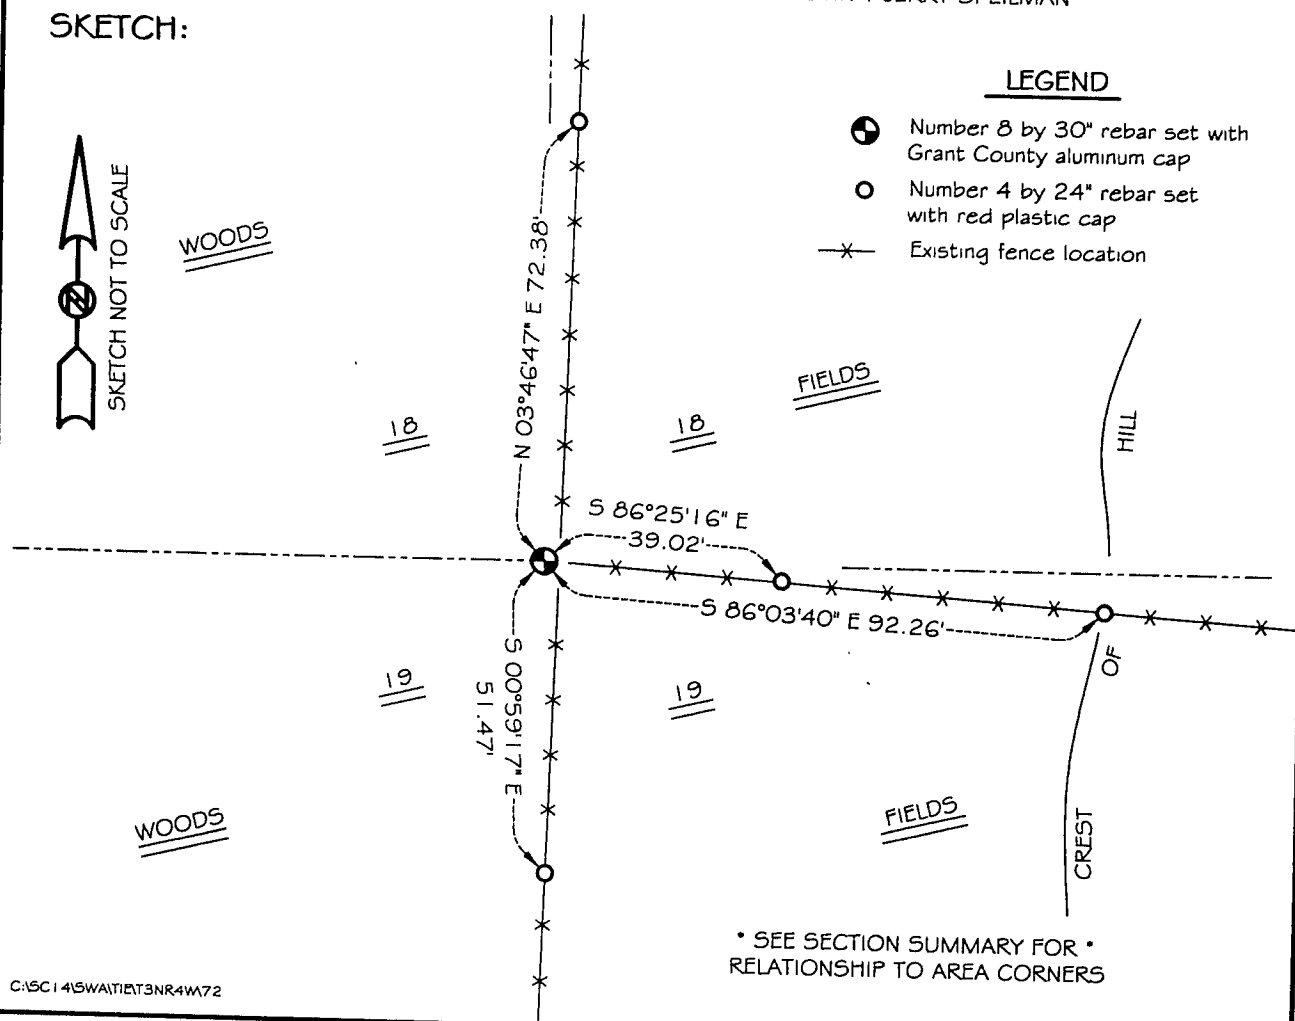 SKETCH:
LEGEND
Number 8 by 30" rebar set with
Grant County aluminum cap
Number 4 by 24" rebar set
with red plastic cap
Existing fence location
SKETCH NOT TO SCALE
N
WOODS
N 03°46'47" E 72.38'
FIELDS
HILL
18
18
S 86°25'16" E
39.02'
S 86°03'40" E 92.26'
OF
19
19
S 00°59'17" E
51.47'
WOODS
FIELDS
CREST
* SEE SECTION SUMMARY FOR *
RELATIONSHIP TO AREA CORNERS
C:\SC14\SWA\TIE\T3NR4W\72